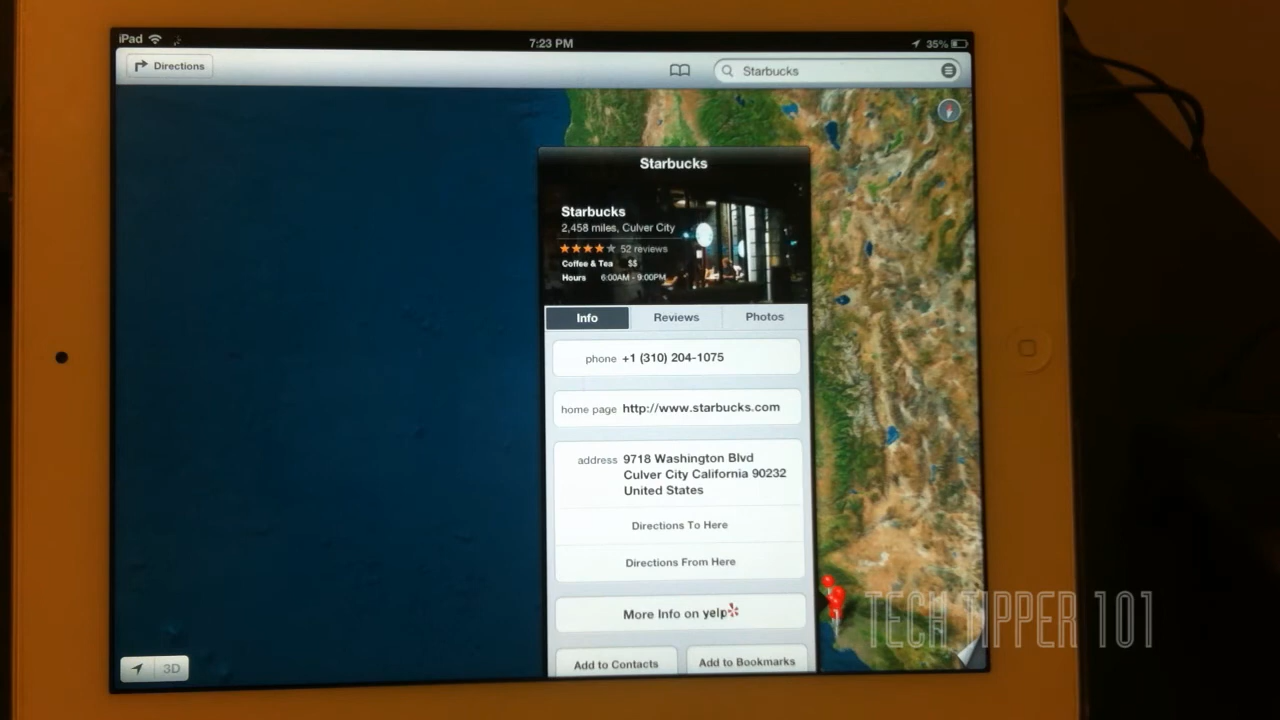 iPad
7:23 PM
35%
Directions
Starbucks
Starbucks
Starbucks
2,458 miles, Culver City
52 reviews
Coffee & Tea $$
Hours 6:00AM - 9:00PM
Info Reviews Photos
phone +1 (310) 204-1075
home page http://www.starbucks.com
address 9718 Washington Blvd
Culver City California 90232
United States
Directions To Here
Directions From Here
More Info on yelp
Add to Contacts Add to Bookmarks
3D
TECH TIPPER 101